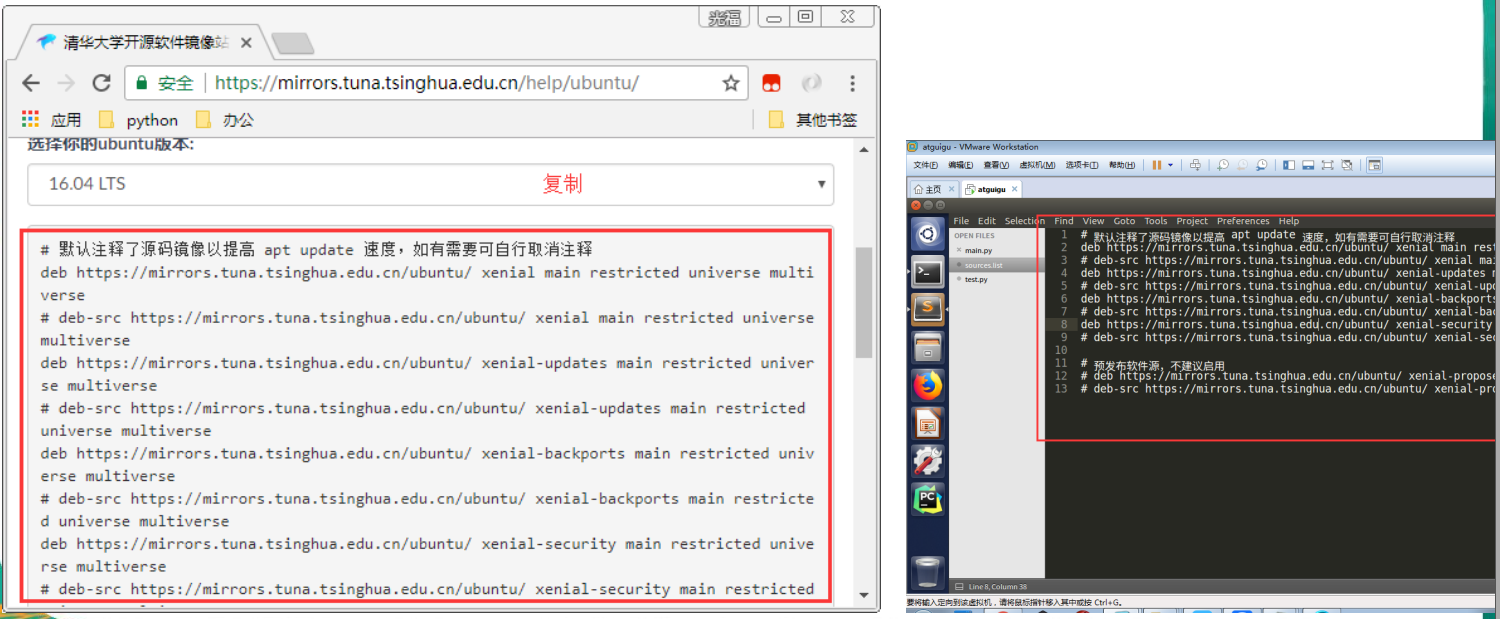 光福
清华大学开源软件镜像站
安全 https://mirrors.tuna.tsinghua.edu.cn/help/ubuntu/
应用 python 办公 其他书签
选择你的ubuntu版本:
16.04 LTS
复制
# 默认注释了源码镜像以提高 apt update 速度，如有需要可自行取消注释
deb https://mirrors.tuna.tsinghua.edu.cn/ubuntu/ xenial main restricted universe multi
verse
# deb-src https://mirrors.tuna.tsinghua.edu.cn/ubuntu/ xenial main restricted universe
multiverse
deb https://mirrors.tuna.tsinghua.edu.cn/ubuntu/ xenial-updates main restricted univer
se multiverse
# deb-src https://mirrors.tuna.tsinghua.edu.cn/ubuntu/ xenial-updates main restricted
universe multiverse
deb https://mirrors.tuna.tsinghua.edu.cn/ubuntu/ xenial-backports main restricted univ
erse multiverse
# deb-src https://mirrors.tuna.tsinghua.edu.cn/ubuntu/ xenial-backports main restricte
d universe multiverse
deb https://mirrors.tuna.tsinghua.edu.cn/ubuntu/ xenial-security main restricted unive
rse multiverse
# deb-src https://mirrors.tuna.tsinghua.edu.cn/ubuntu/ xenial-security main restricted
atguigu - VMware Workstation
文件(F) 编辑(E) 查看(V) 虚拟机(M) 选项卡(T) 帮助(H)
主页 atguigu
File Edit Selection Find View Goto Tools Project Preferences Help
OPEN FILES
main.py
sources.list
test.py
1 # 默认注释了源码镜像以提高 apt update 速度，如有需要可自行取消注释
2 deb https://mirrors.tuna.tsinghua.edu.cn/ubuntu/ xenial main rest
3 # deb-src https://mirrors.tuna.tsinghua.edu.cn/ubuntu/ xenial mai
4 deb https://mirrors.tuna.tsinghua.edu.cn/ubuntu/ xenial-updates m
5 # deb-src https://mirrors.tuna.tsinghua.edu.cn/ubuntu/ xenial-upd
6 deb https://mirrors.tuna.tsinghua.edu.cn/ubuntu/ xenial-backports
7 # deb-src https://mirrors.tuna.tsinghua.edu.cn/ubuntu/ xenial-bac
8 deb https://mirrors.tuna.tsinghua.edu.cn/ubuntu/ xenial-security
9 # deb-src https://mirrors.tuna.tsinghua.edu.cn/ubuntu/ xenial-sec
10
11 # 预发布软件源，不建议启用
12 # deb https://mirrors.tuna.tsinghua.edu.cn/ubuntu/ xenial-propose
13 # deb-src https://mirrors.tuna.tsinghua.edu.cn/ubuntu/ xenial-pro
PC
Line 8, Column 38
要将输入定向到该虚拟机，请将鼠标指针移入其中或按 Ctrl+G。